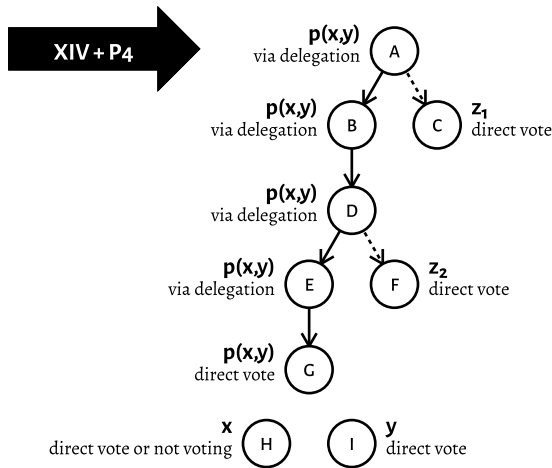 XIV + P4
p(x,y)
via delegation
A
p(x,y)
via delegation
B
C
z₁
direct vote
p(x,y)
via delegation
D
p(x,y)
via delegation
E
F
z₂
direct vote
p(x,y)
direct vote
G
x
direct vote or not voting
H
I
y
direct vote